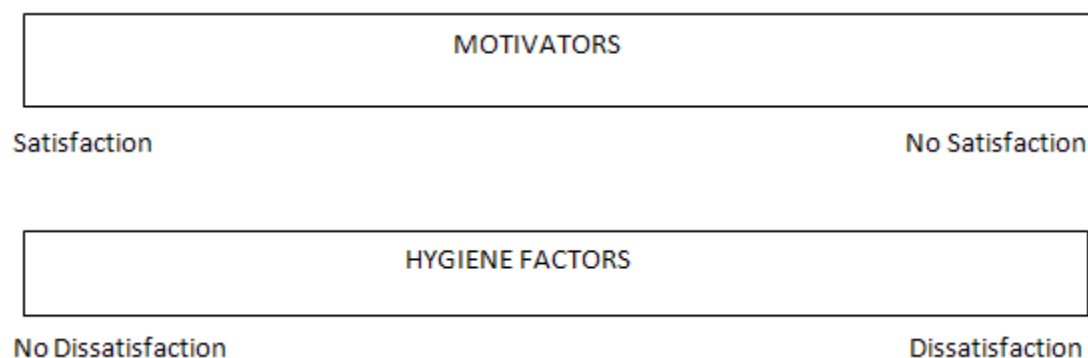 MOTIVATORS
Satisfaction No Satisfaction
HYGIENE FACTORS
No Dissatisfaction Dissatisfaction